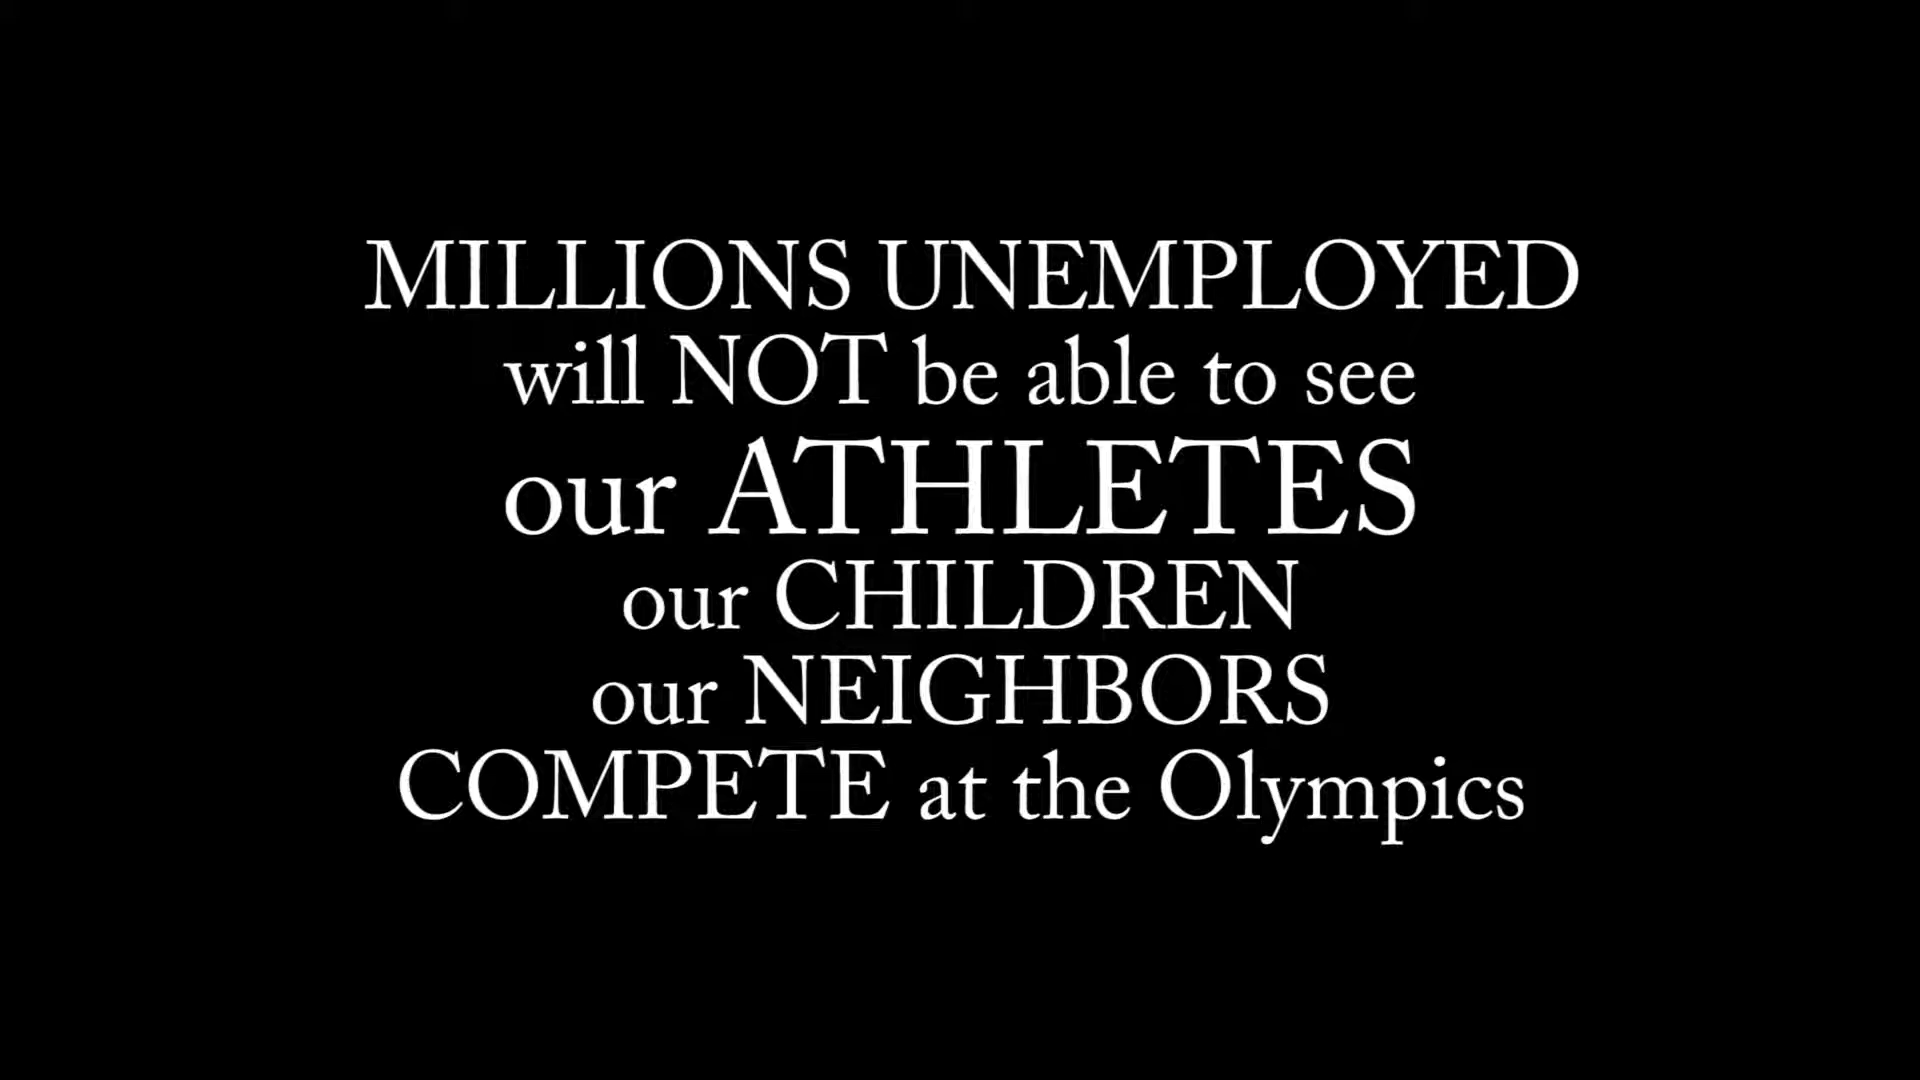 MILLIONS UNEMPLOYED
will NOT be able to see
our ATHLETES
our CHILDREN
our NEIGHBORS
COMPETE at the Olympics